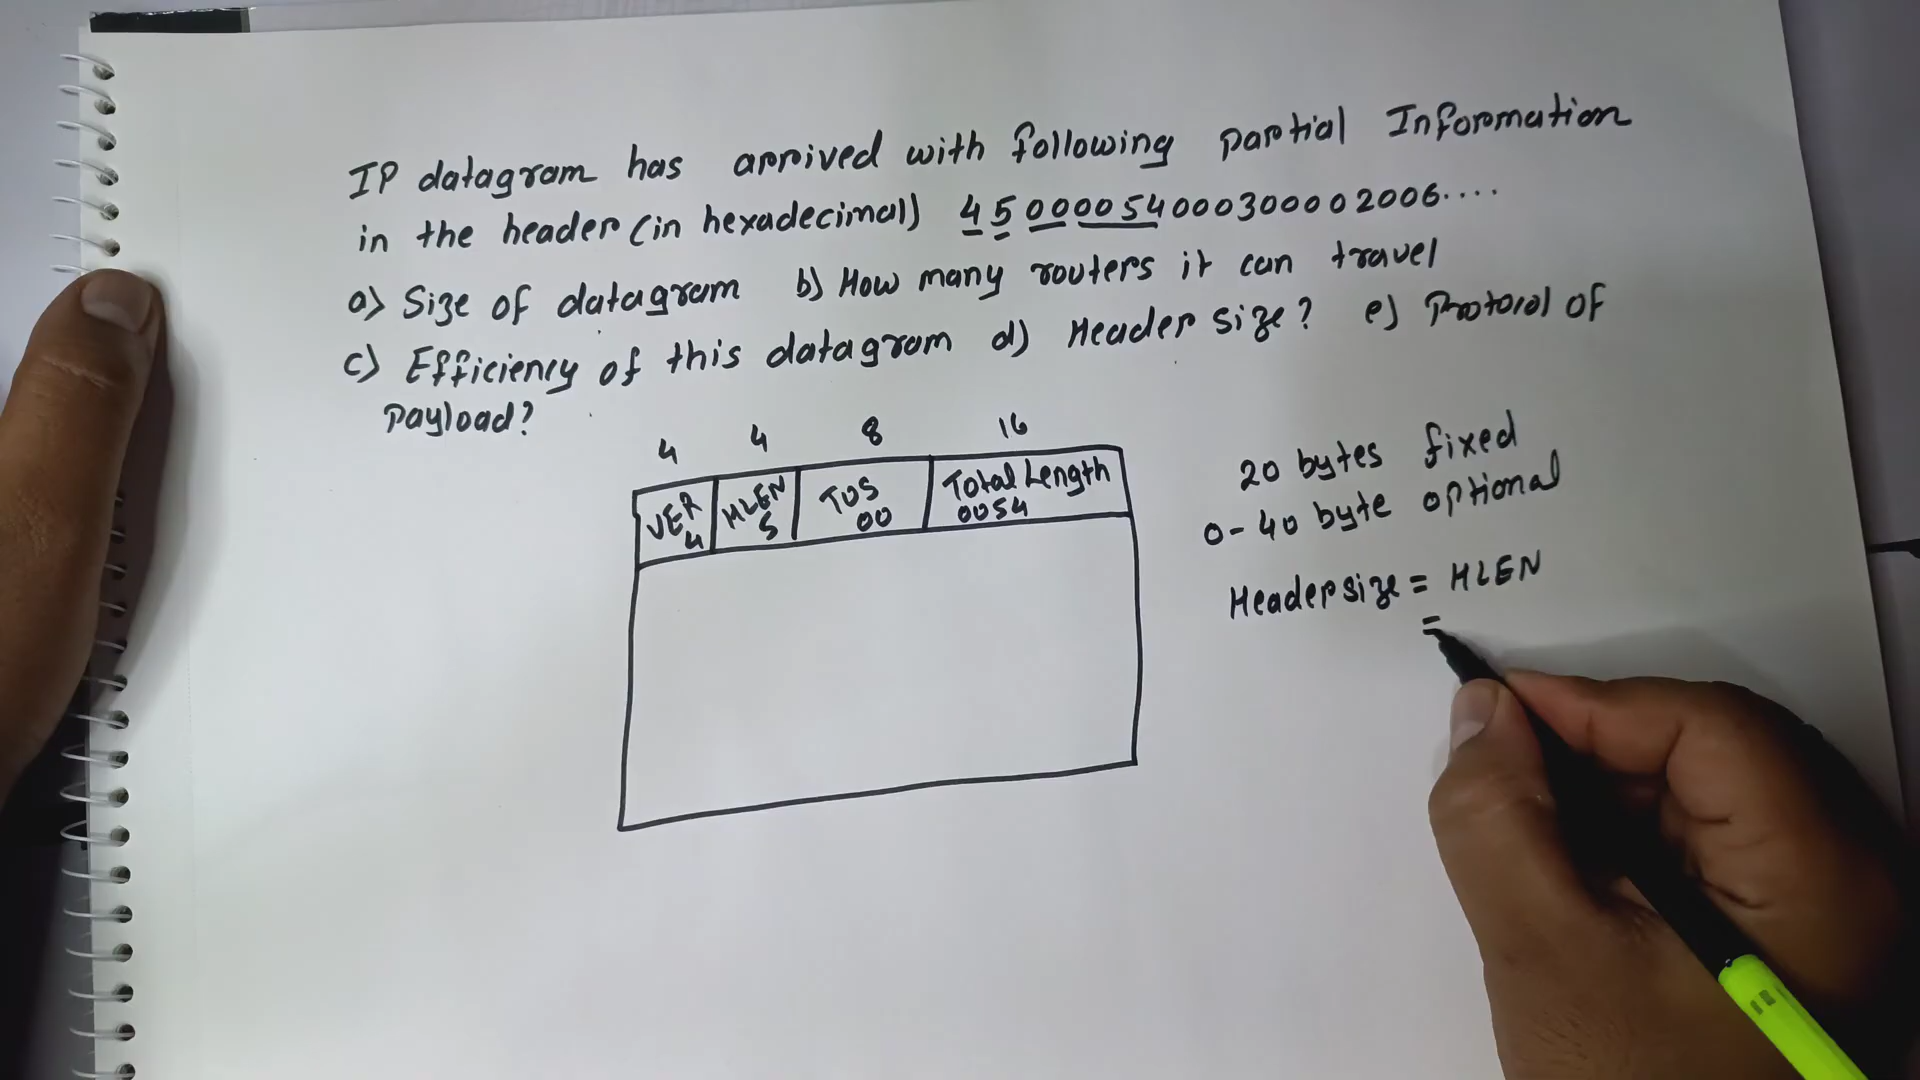 IP datagram has arrived with following partial Information
in the header (in hexadecimal) 45000054000300002006....
a) Size of datagram b) How many routers it can travel
c) Efficiency of this datagram d) Header size? e) Protocol of
Payload?
4 4 8 16
VER 4 HLEN 5 TOS 00 Total Length 0054
20 bytes fixed
0-40 byte optional
Header size = HLEN
=